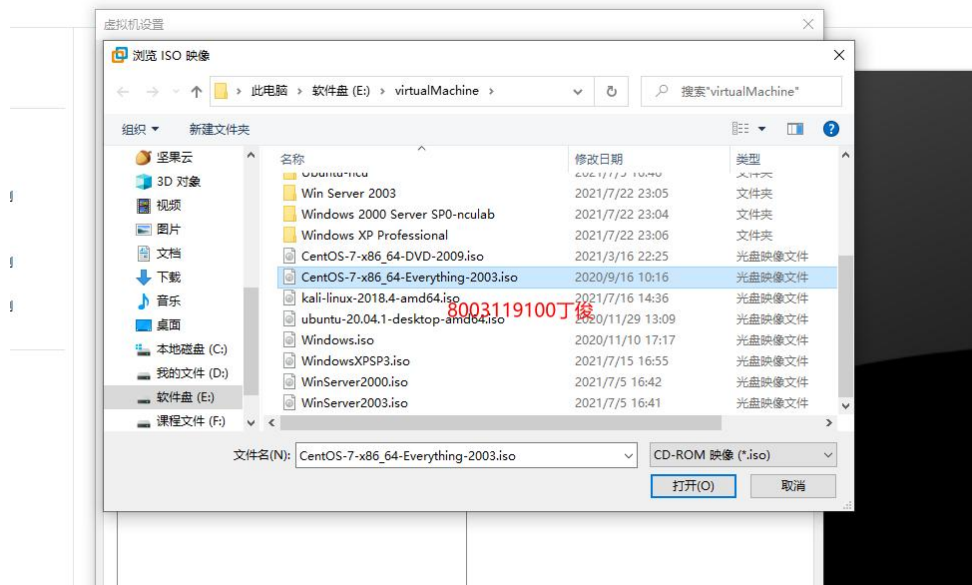 虚拟机设置
浏览 ISO 映像
此电脑 › 软件盘 (E:) › virtualMachine ›
搜索"virtualMachine"
组织
新建文件夹
坚果云
3D 对象
视频
图片
文档
下载
音乐
桌面
本地磁盘 (C:)
我的文件 (D:)
软件盘 (E:)
课程文件 (F:)
名称 修改日期 类型
Win Server 2003 2021/7/22 23:05 文件夹
Windows 2000 Server SP0-nculab 2021/7/22 23:04 文件夹
Windows XP Professional 2021/7/22 23:06 文件夹
CentOS-7-x86_64-DVD-2009.iso 2021/3/16 22:25 光盘映像文件
CentOS-7-x86_64-Everything-2003.iso 2020/9/16 10:16 光盘映像文件
kali-linux-2018.4-amd64.iso 2021/7/16 14:36 光盘映像文件
8003119100丁俊
ubuntu-20.04.1-desktop-amd64.iso 2020/11/29 13:09 光盘映像文件
Windows.iso 2020/11/10 17:17 光盘映像文件
WindowsXPSP3.iso 2021/7/15 16:55 光盘映像文件
WinServer2000.iso 2021/7/5 16:42 光盘映像文件
WinServer2003.iso 2021/7/5 16:41 光盘映像文件
文件名(N): CentOS-7-x86_64-Everything-2003.iso
CD-ROM 映像 (*.iso)
打开(O)
取消